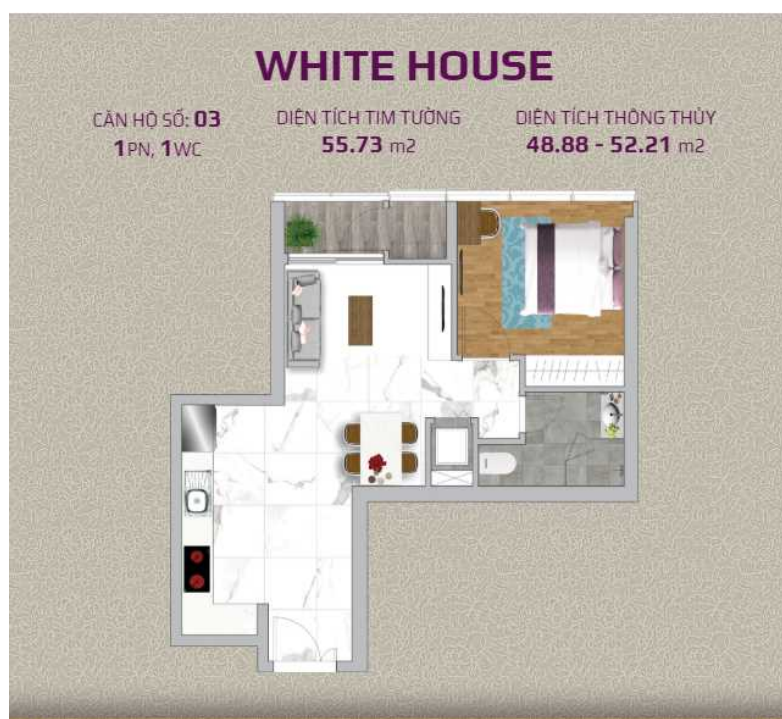 WHITE HOUSE
CĂN HỘ SỐ: 03
1PN, 1WC
DIỆN TÍCH TIM TƯỜNG
55.73 m2
DIỆN TÍCH THÔNG THỦY
48.88 - 52.21 m2